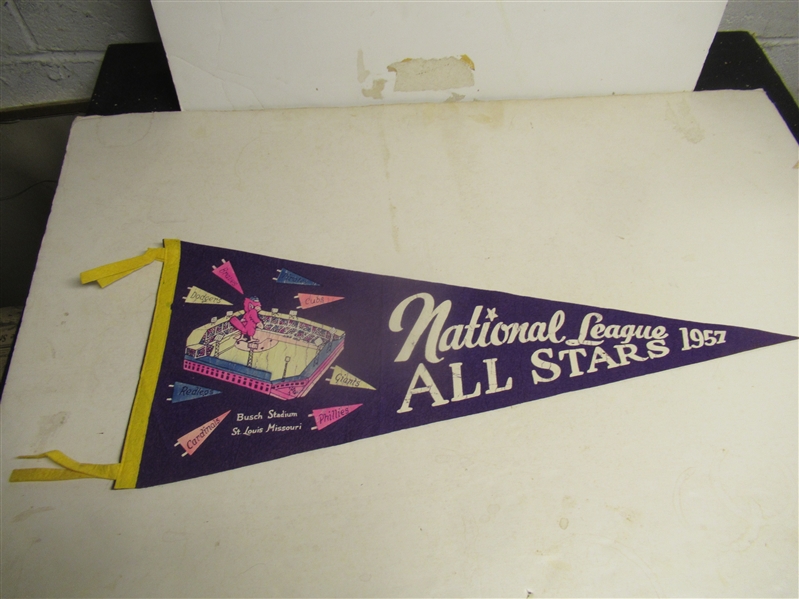 Dodgers
Cubs
Giants
Redlegs
Phillies
Cardinals
Busch Stadium
St. Louis Missouri
National League
ALL STARS 1957